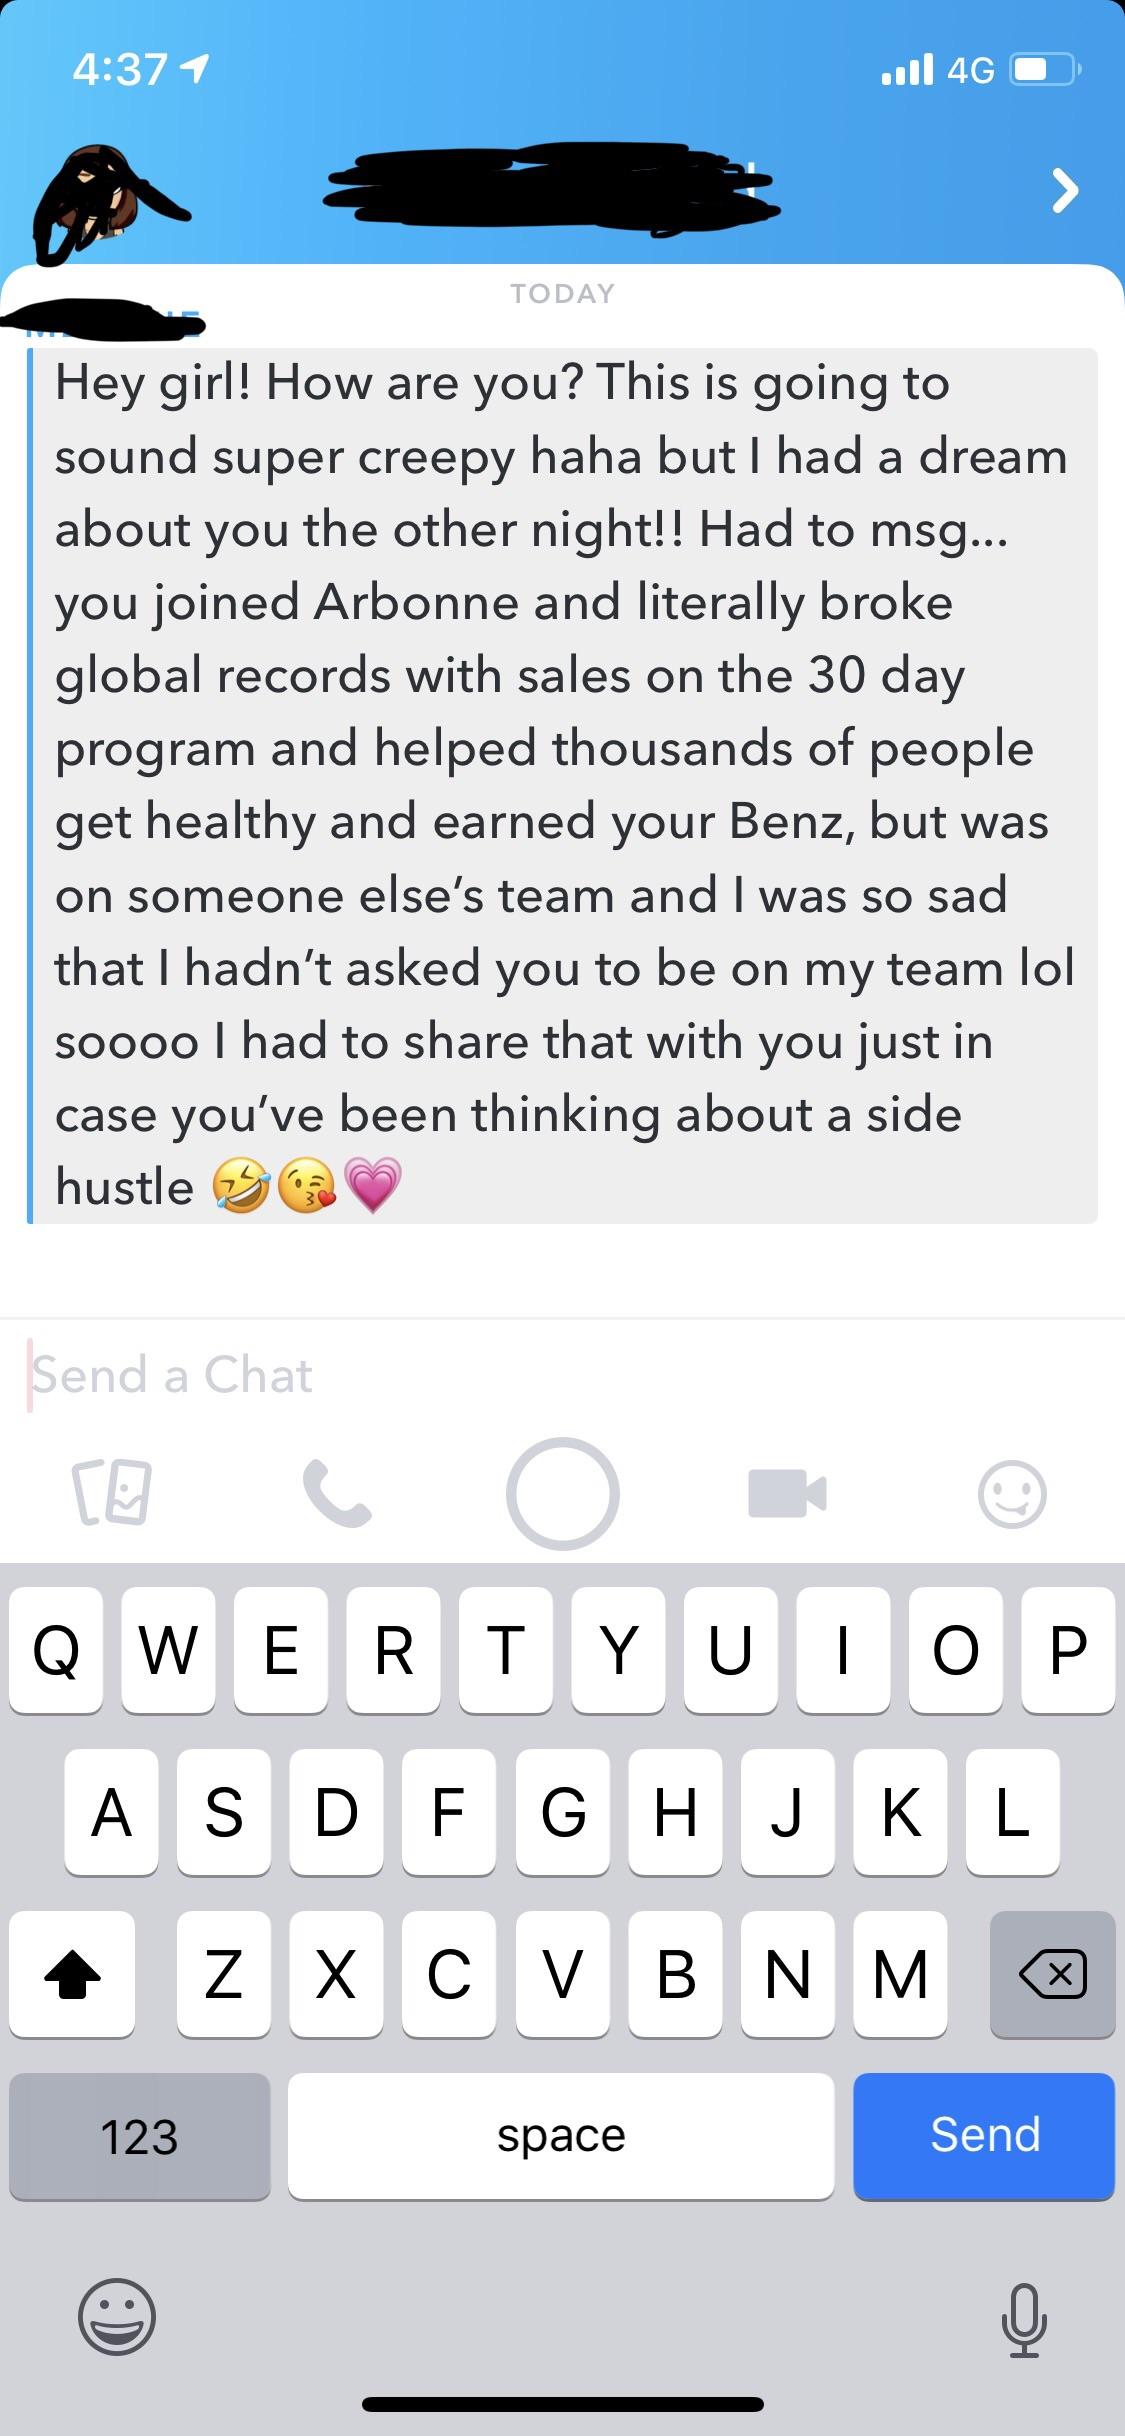 4:37
4G
TODAY
Hey girl! How are you? This is going to
sound super creepy haha but I had a dream
about you the other night!! Had to msg...
you joined Arbonne and literally broke
global records with sales on the 30 day
program and helped thousands of people
get healthy and earned your Benz, but was
on someone else’s team and I was so sad
that I hadn’t asked you to be on my team lol
soooo I had to share that with you just in
case you’ve been thinking about a side
hustle 🤣😘💗
Send a Chat
Q W E R T Y U I O P
A S D F G H J K L
Z X C V B N M
123 space Send